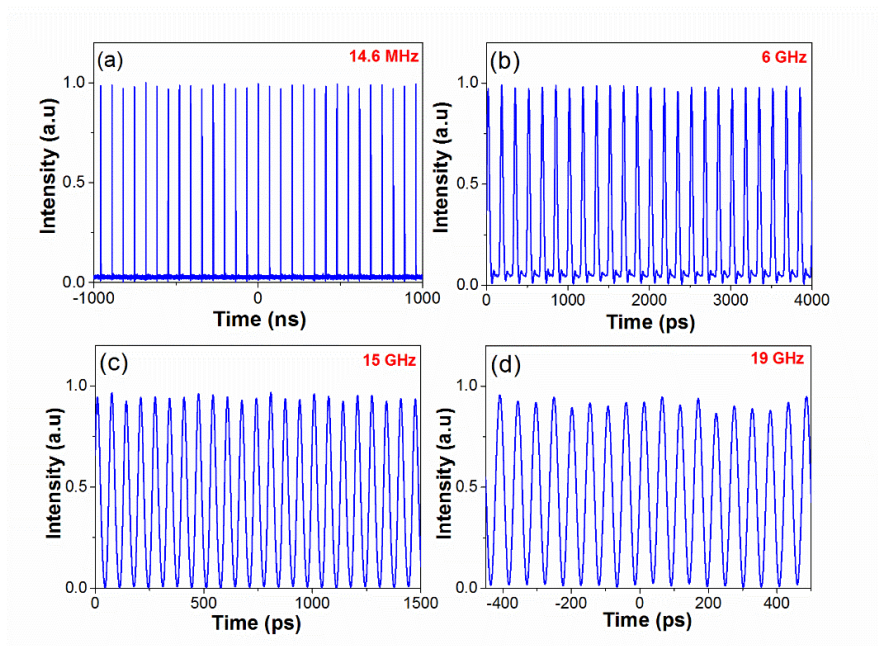 (a)
14.6 MHz
1.0
0.5
0.0
Intensity (a.u)
-1000
0
1000
Time (ns)
(b)
6 GHz
1.0
0.5
0.0
Intensity (a.u)
0
1000
2000
3000
4000
Time (ps)
(c)
15 GHz
1.0
0.5
0.0
Intensity (a.u)
0
500
1000
1500
Time (ps)
(d)
19 GHz
1.0
0.5
0.0
Intensity (a.u)
-400
-200
0
200
400
Time (ps)